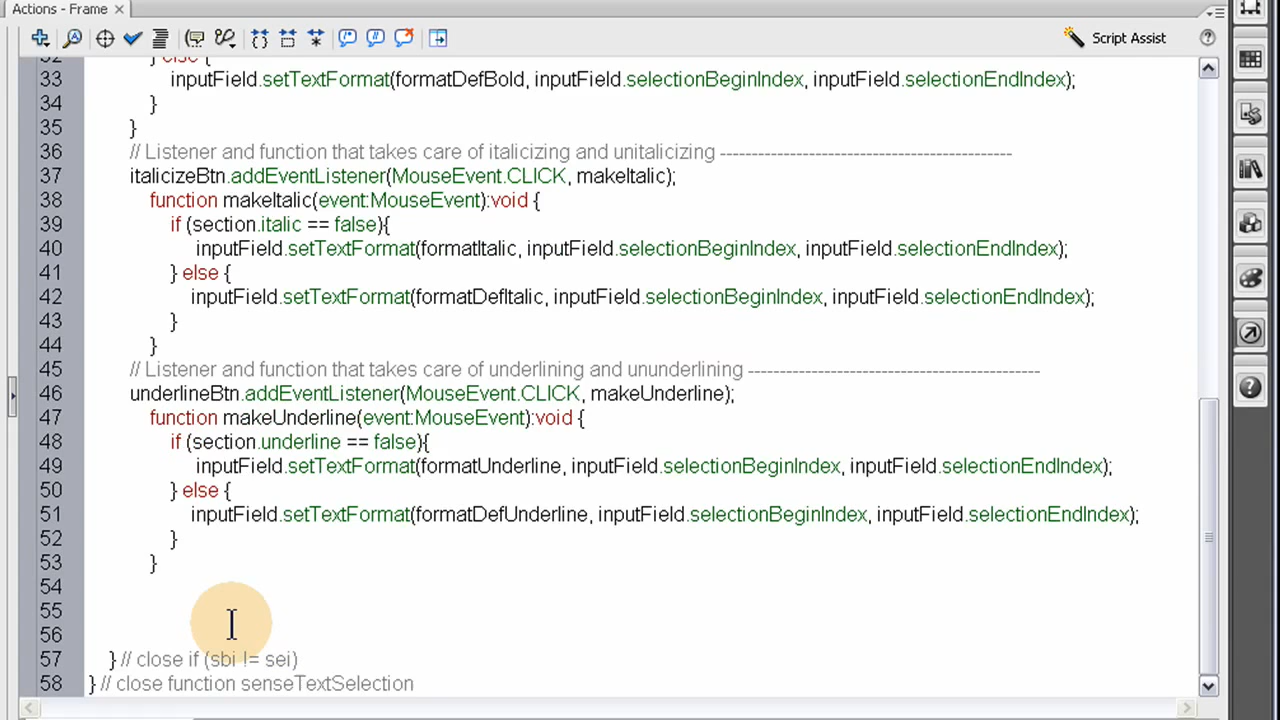 Actions - Frame
Script Assist
32 } else {
33 inputField.setTextFormat(formatDefBold, inputField.selectionBeginIndex, inputField.selectionEndIndex);
34 }
35 }
36 // Listener and function that takes care of italicizing and unitalicizing --------------------------------------------
37 italicizeBtn.addEventListener(MouseEvent.CLICK, makeItalic);
38 function makeItalic(event:MouseEvent):void {
39 if (section.italic == false){
40 inputField.setTextFormat(formatItalic, inputField.selectionBeginIndex, inputField.selectionEndIndex);
41 } else {
42 inputField.setTextFormat(formatDefItalic, inputField.selectionBeginIndex, inputField.selectionEndIndex);
43 }
44 }
45 // Listener and function that takes care of underlining and ununderlining --------------------------------------------
46 underlineBtn.addEventListener(MouseEvent.CLICK, makeUnderline);
47 function makeUnderline(event:MouseEvent):void {
48 if (section.underline == false){
49 inputField.setTextFormat(formatUnderline, inputField.selectionBeginIndex, inputField.selectionEndIndex);
50 } else {
51 inputField.setTextFormat(formatDefUnderline, inputField.selectionBeginIndex, inputField.selectionEndIndex);
52 }
53 }
54
55
56
57 } // close if (sbi != sei)
58 } // close function senseTextSelection